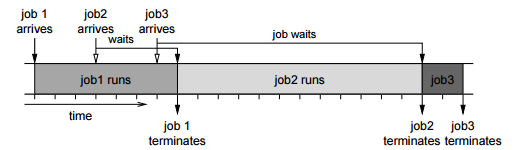 job 1
arrives
job2
arrives
job3
arrives
waits
job waits
job1 runs
job2 runs
job3
time
job 1
terminates
job2
terminates
job3
terminates